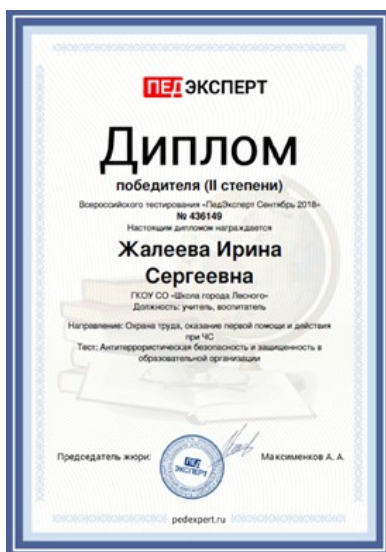 ПЕДЭКСПЕРТ
Диплом
победителя (II степени)
Всероссийского тестирования «ПедЭксперт Сентябрь 2018»
№ 436149
Настоящим дипломом награждается
Жалеева Ирина
Сергеевна
ГКОУ СО «Школа города Лесного»
Должность: учитель, воспитатель
Направление: Охрана труда, оказание первой помощи и действия
при ЧС
Тест: Антитеррористическая безопасность и защищенность в
образовательной организации
Председатель жюри:
ПЕД
ЭКСПЕРТ
Максименков А. А.
pedexpert.ru